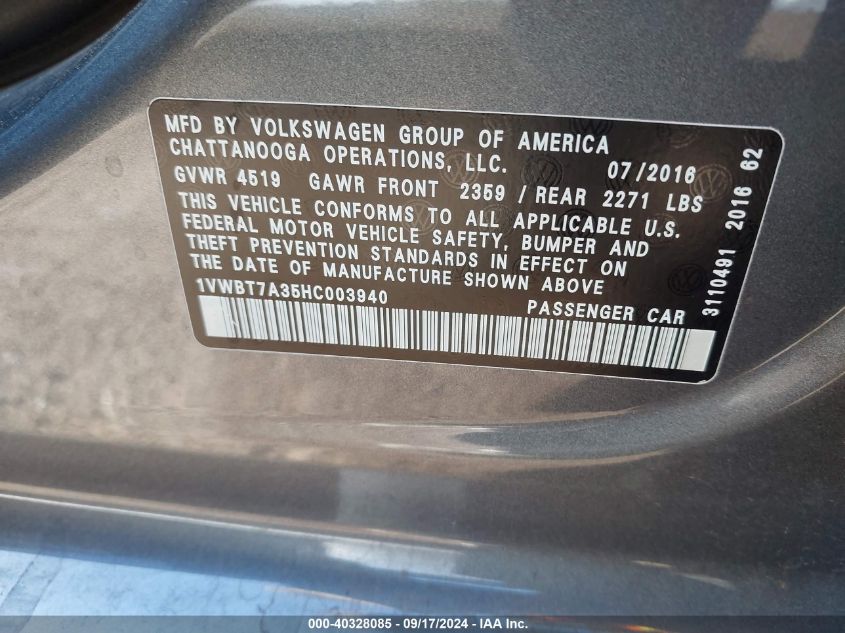 MFD BY VOLKSWAGEN GROUP OF AMERICA
CHATTANOOGA OPERATIONS, LLC. 07/2016
GVWR 4519 GAWR FRONT 2359 / REAR 2271 LBS
THIS VEHICLE CONFORMS TO ALL APPLICABLE U.S.
FEDERAL MOTOR VEHICLE SAFETY, BUMPER AND
THEFT PREVENTION STANDARDS IN EFFECT ON
THE DATE OF MANUFACTURE SHOWN ABOVE
1VWBT7A35HC003940 PASSENGER CAR
3110491 2016 62
000-40328085 - 09/17/2024 - IAA Inc.